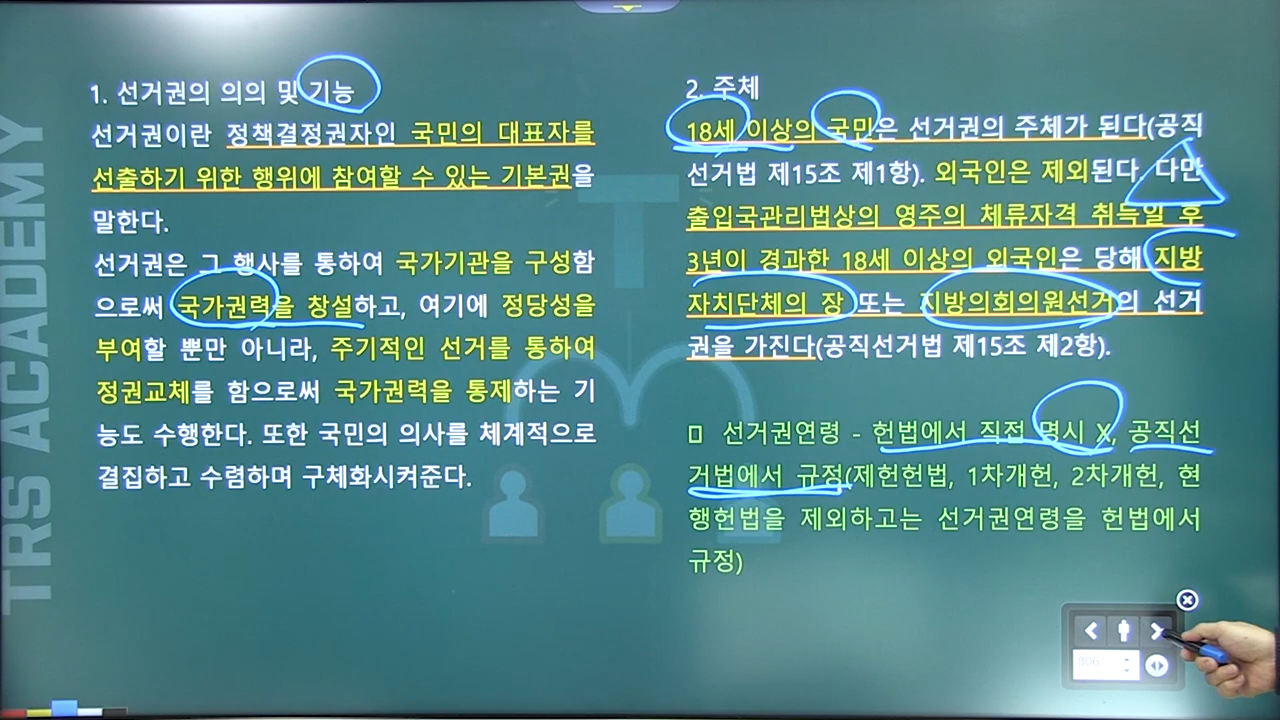 1. 선거권의 의의 및 기능
선거권이란 정책결정권자인 국민의 대표자를
선출하기 위한 행위에 참여할 수 있는 기본권을
말한다.
선거권은 그 행사를 통하여 국가기관을 구성함
으로써 국가권력을 창설하고, 여기에 정당성을
부여할 뿐만 아니라, 주기적인 선거를 통하여
정권교체를 함으로써 국가권력을 통제하는 기
능도 수행한다. 또한 국민의 의사를 체계적으로
결집하고 수렴하며 구체화시켜준다.
2. 주체
18세 이상의 국민은 선거권의 주체가 된다(공직
선거법 제15조 제1항). 외국인은 제외된다. 다만
출입국관리법상의 영주의 체류자격 취득일 후
3년이 경과한 18세 이상의 외국인은 당해 지방
자치단체의 장 또는 지방의회의원선거의 선거
권을 가진다(공직선거법 제15조 제2항).
선거권연령 - 헌법에서 직접 명시 X, 공직선
거법에서 규정(제헌헌법, 1차개헌, 2차개헌, 현
행헌법을 제외하고는 선거권연령을 헌법에서
규정)
TRS ACADEMY
806